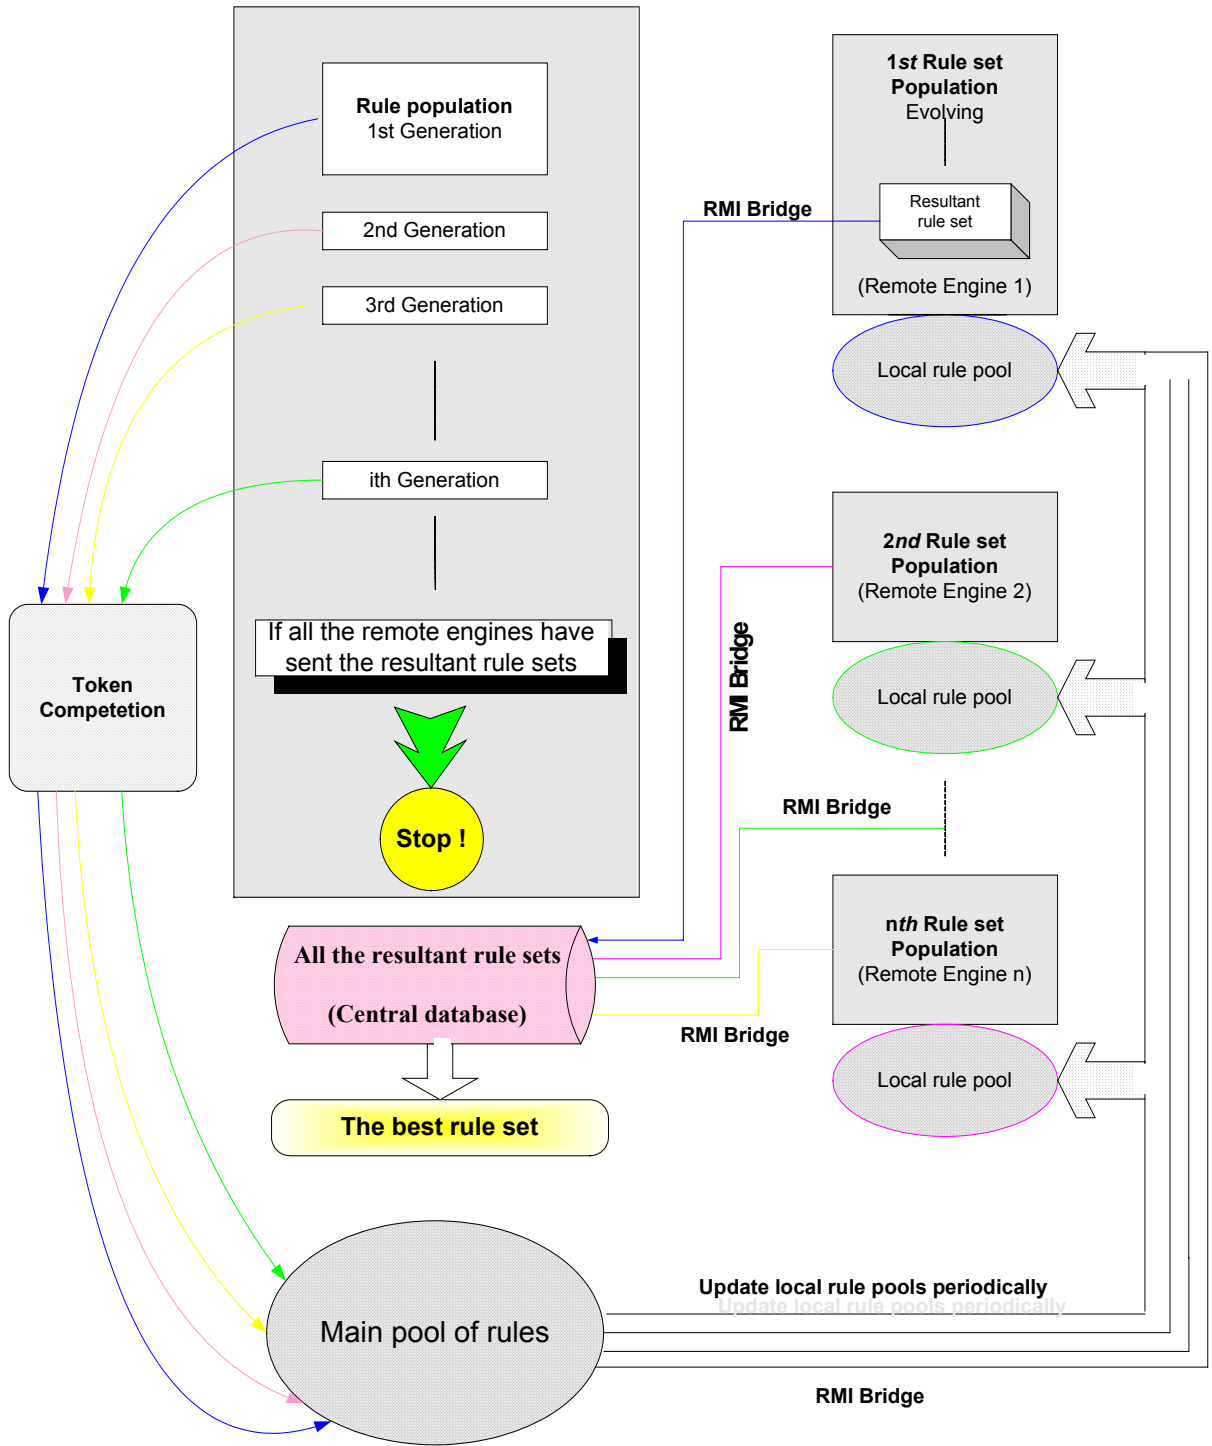 Rule population
1st Generation
2nd Generation
3rd Generation
ith Generation
If all the remote engines have
sent the resultant rule sets
Stop !
Token
Competetion
All the resultant rule sets
(Central database)
The best rule set
Main pool of rules
1st Rule set
Population
Evolving
Resultant
rule set
(Remote Engine 1)
RMI Bridge
Local rule pool
2nd Rule set
Population
(Remote Engine 2)
RMI Bridge
Local rule pool
RMI Bridge
nth Rule set
Population
(Remote Engine n)
RMI Bridge
Local rule pool
Update local rule pools periodically
Update local rule pools periodically
RMI Bridge